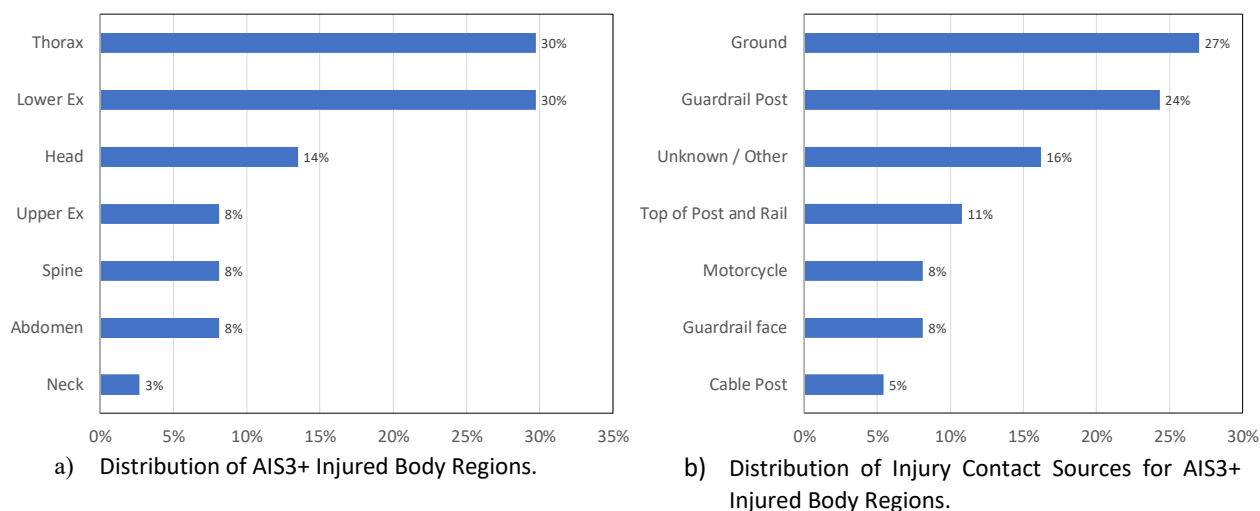 Thorax 30%
Lower Ex 30%
Head 14%
Upper Ex 8%
Spine 8%
Abdomen 8%
Neck 3%
0% 5% 10% 15% 20% 25% 30% 35%
a) Distribution of AIS3+ Injured Body Regions.
Ground 27%
Guardrail Post 24%
Unknown / Other 16%
Top of Post and Rail 11%
Motorcycle 8%
Guardrail face 8%
Cable Post 5%
0% 5% 10% 15% 20% 25% 30%
b) Distribution of Injury Contact Sources for AIS3+
Injured Body Regions.